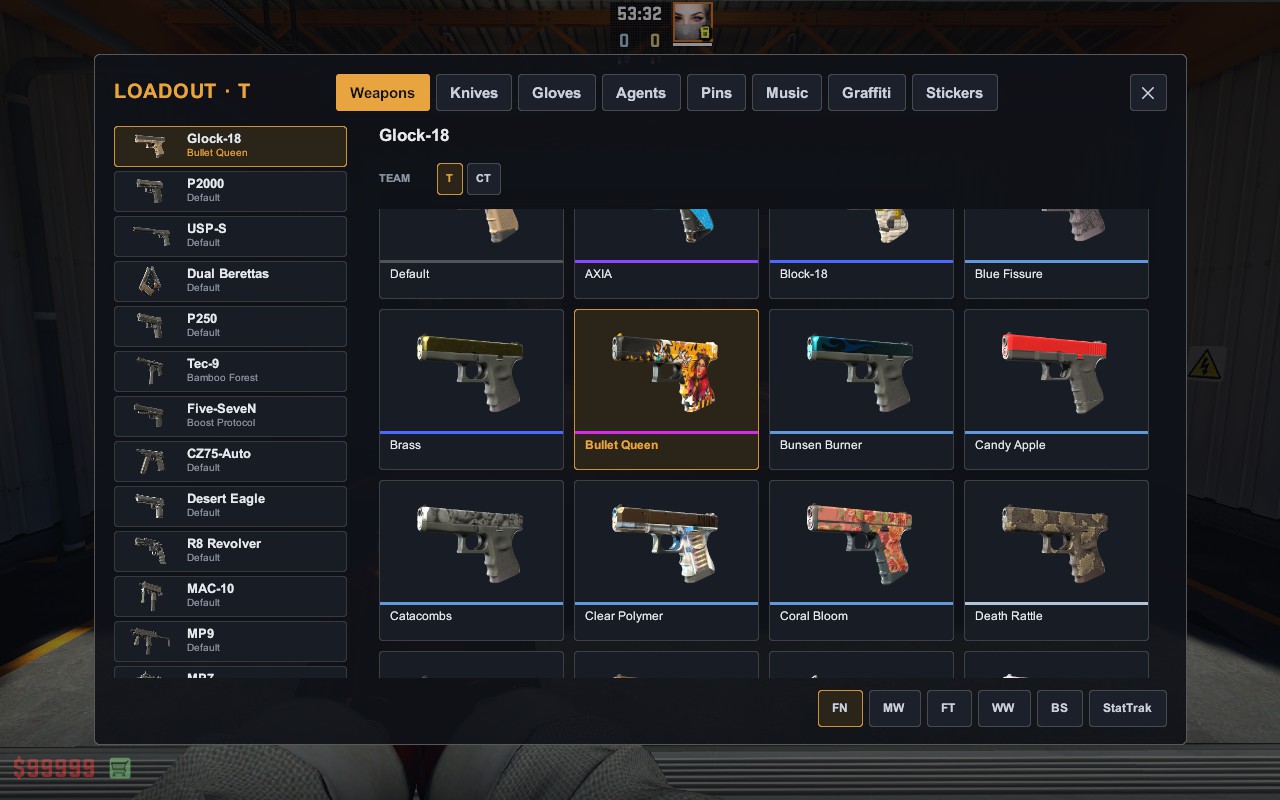 53:32
0 0
LOADOUT · T
Weapons
Knives
Gloves
Agents
Pins
Music
Graffiti
Stickers
Glock-18
Bullet Queen
P2000
Default
USP-S
Default
Dual Berettas
Default
P250
Default
Tec-9
Bamboo Forest
Five-SeveN
Boost Protocol
CZ75-Auto
Default
Desert Eagle
Default
R8 Revolver
Default
MAC-10
Default
MP9
Default
MP7
Glock-18
TEAM T CT
Default
AXIA
Block-18
Blue Fissure
Brass
Bullet Queen
Bunsen Burner
Candy Apple
Catacombs
Clear Polymer
Coral Bloom
Death Rattle
FN
MW
FT
WW
BS
StatTrak
$99999